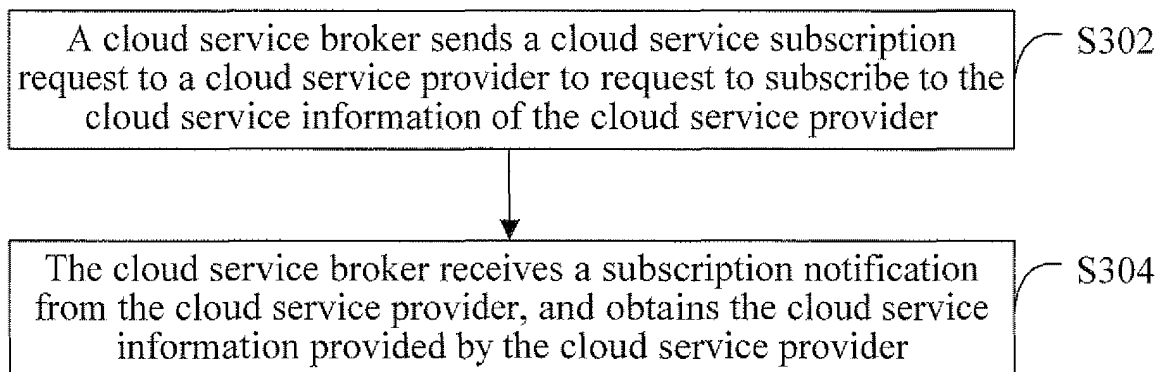 A cloud service broker sends a cloud service subscription
request to a cloud service provider to request to subscribe to the
cloud service information of the cloud service provider
S302
The cloud service broker receives a subscription notification
from the cloud service provider, and obtains the cloud service
information provided by the cloud service provider
S304